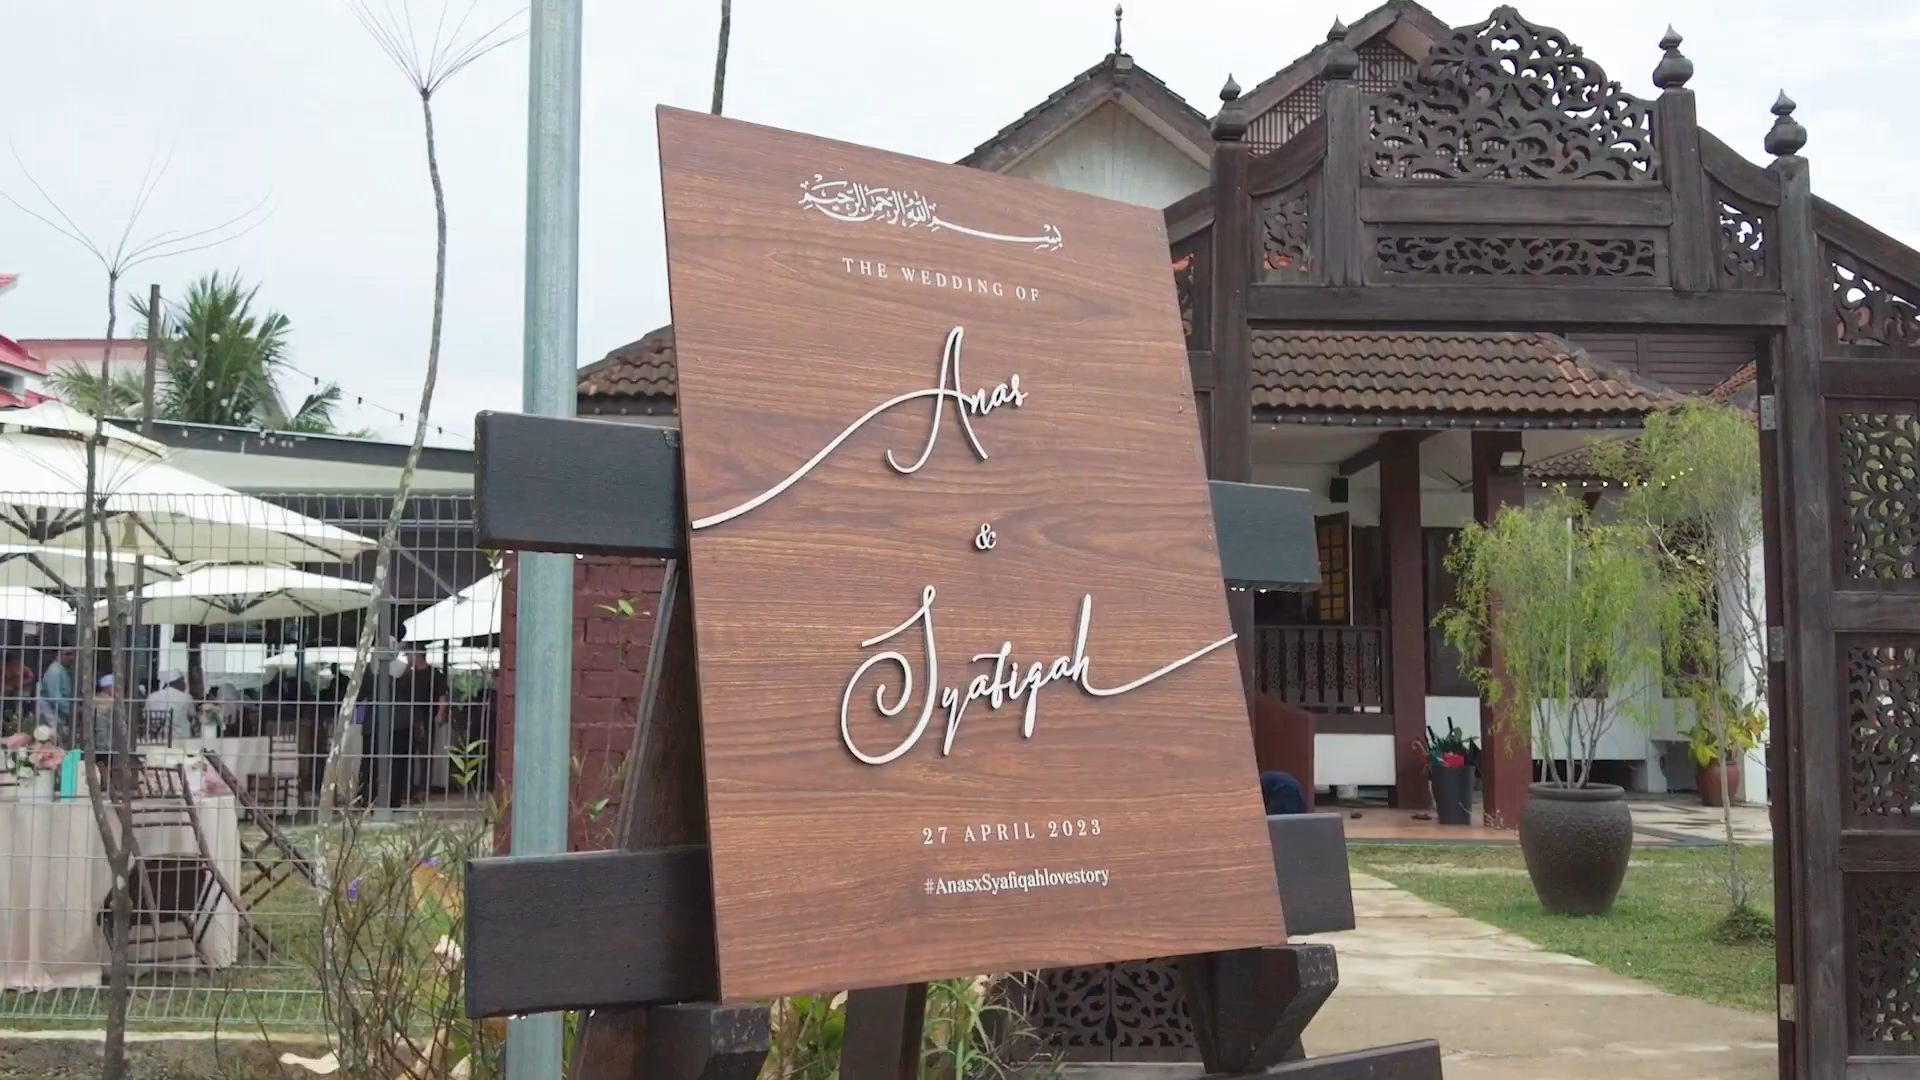 بسم الله الرحمن الرحيم
THE WEDDING OF
Anas
&
Syafiqah
27 APRIL 2023
#AnasxSyafiqahlovestory